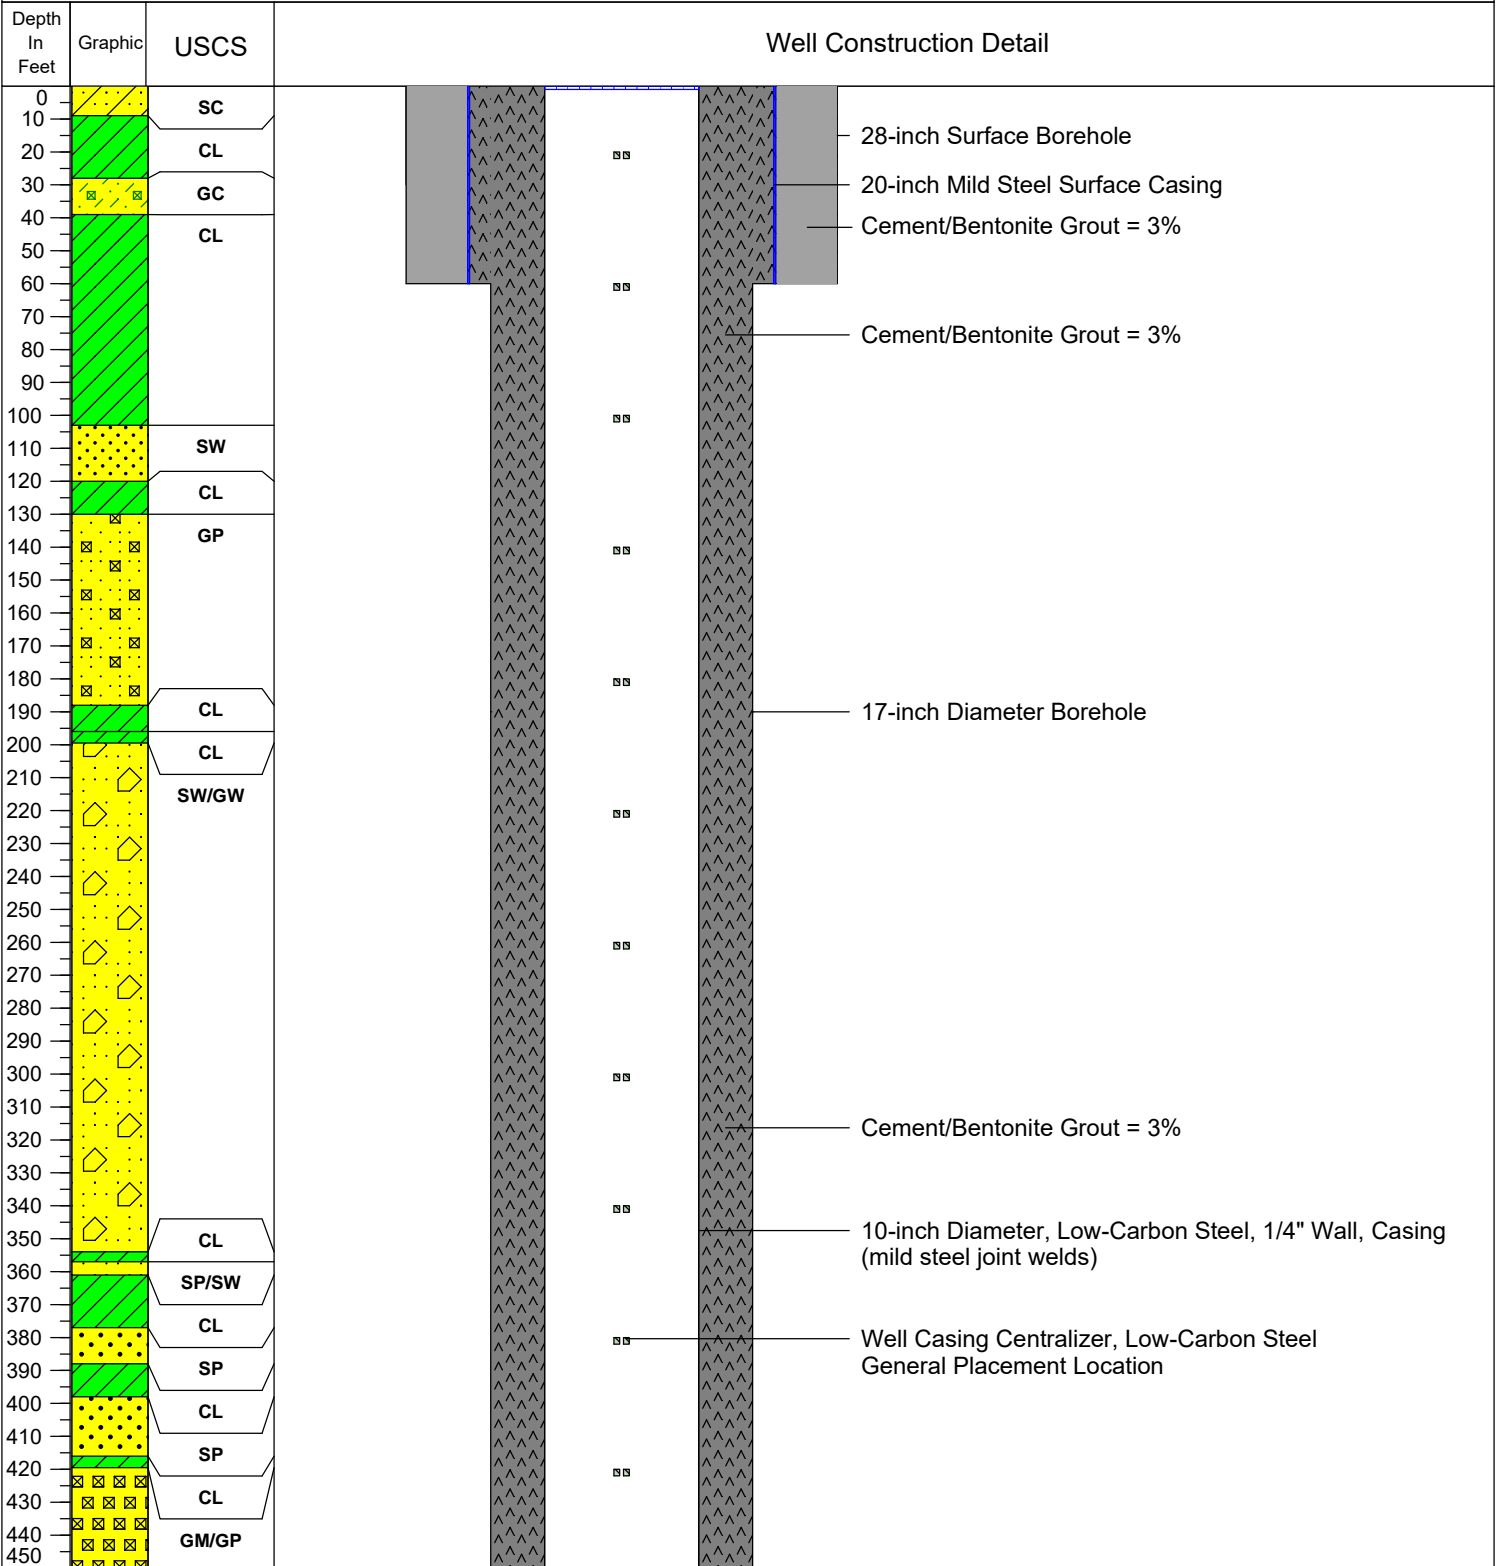 Depth
In
Feet
Graphic
USCS
Well Construction Detail
0
10
20
30
40
50
60
70
80
90
100
110
120
130
140
150
160
170
180
190
200
210
220
230
240
250
260
270
280
290
300
310
320
330
340
350
360
370
380
390
400
410
420
430
440
450
SC
CL
GC
CL
SW
CL
GP
CL
CL
SW/GW
CL
SP/SW
CL
SP
CL
SP
CL
GM/GP
28-inch Surface Borehole
20-inch Mild Steel Surface Casing
Cement/Bentonite Grout = 3%
Cement/Bentonite Grout = 3%
17-inch Diameter Borehole
Cement/Bentonite Grout = 3%
10-inch Diameter, Low-Carbon Steel, 1/4" Wall, Casing
(mild steel joint welds)
Well Casing Centralizer, Low-Carbon Steel
General Placement Location